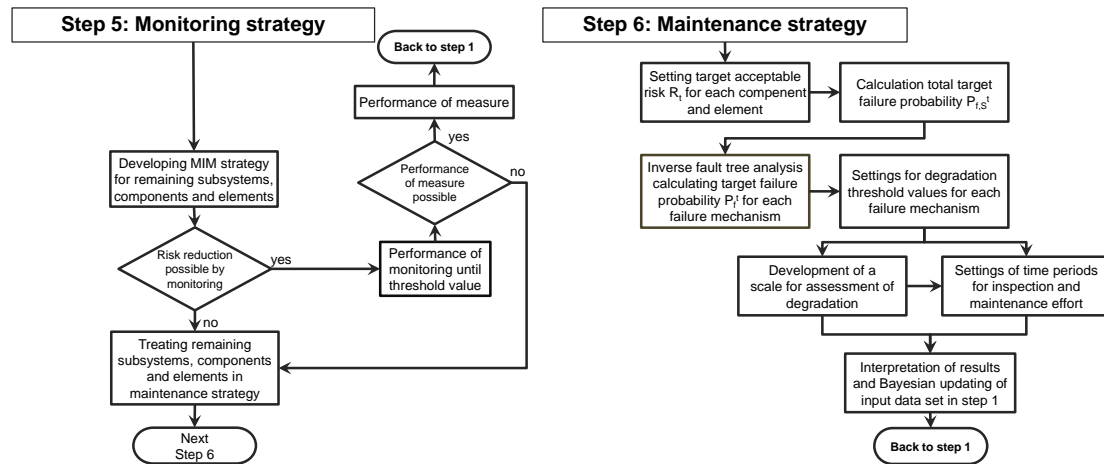 Step 5: Monitoring strategy
Back to step 1
Performance of measure
yes
no
Performance
of measure
possible
Developing MIM strategy
for remaining subsystems,
components and elements
Risk reduction
possible by
monitoring
yes
Performance of
monitoring until
threshold value
no
Treating remaining
subsystems, components
and elements in
maintenance strategy
Next
Step 6
Step 6: Maintenance strategy
Setting target acceptable
risk Rt for each compenent
and element
Calculation total target
failure probability Pf,St
Inverse fault tree analysis
calculating target failure
probability Pft for each
failure mechanism
Settings for degradation
threshold values for each
failure mechanism
Development of a
scale for assessment of
degradation
Settings of time periods
for inspection and
maintenance effort
Interpretation of results
and Bayesian updating of
input data set in step 1
Back to step 1